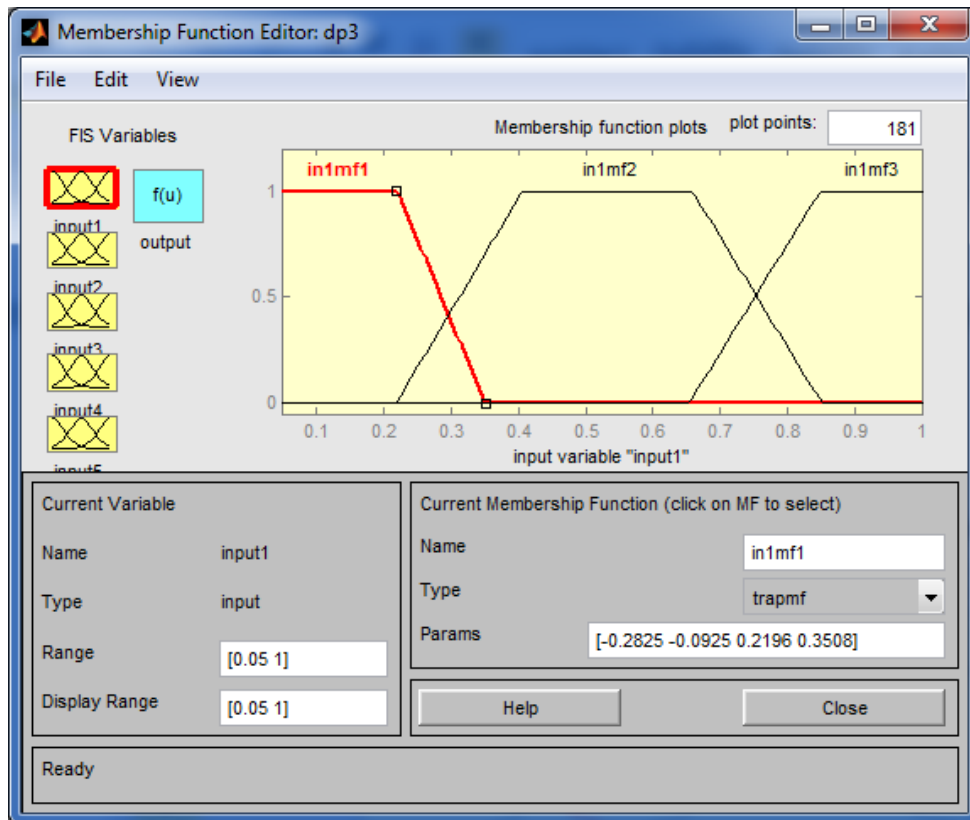 Membership Function Editor: dp3
File Edit View
FIS Variables
Membership function plots plot points: 181
f(u)
input1
output
input2
input3
input4
input5
in1mf1 in1mf2 in1mf3
1
0.5
0
0.1 0.2 0.3 0.4 0.5 0.6 0.7 0.8 0.9 1
input variable "input1"
Current Variable
Name input1
Type input
Range [0.05 1]
Display Range [0.05 1]
Current Membership Function (click on MF to select)
Name in1mf1
Type trapmf
Params [-0.2825 -0.0925 0.2196 0.3508]
Help Close
Ready